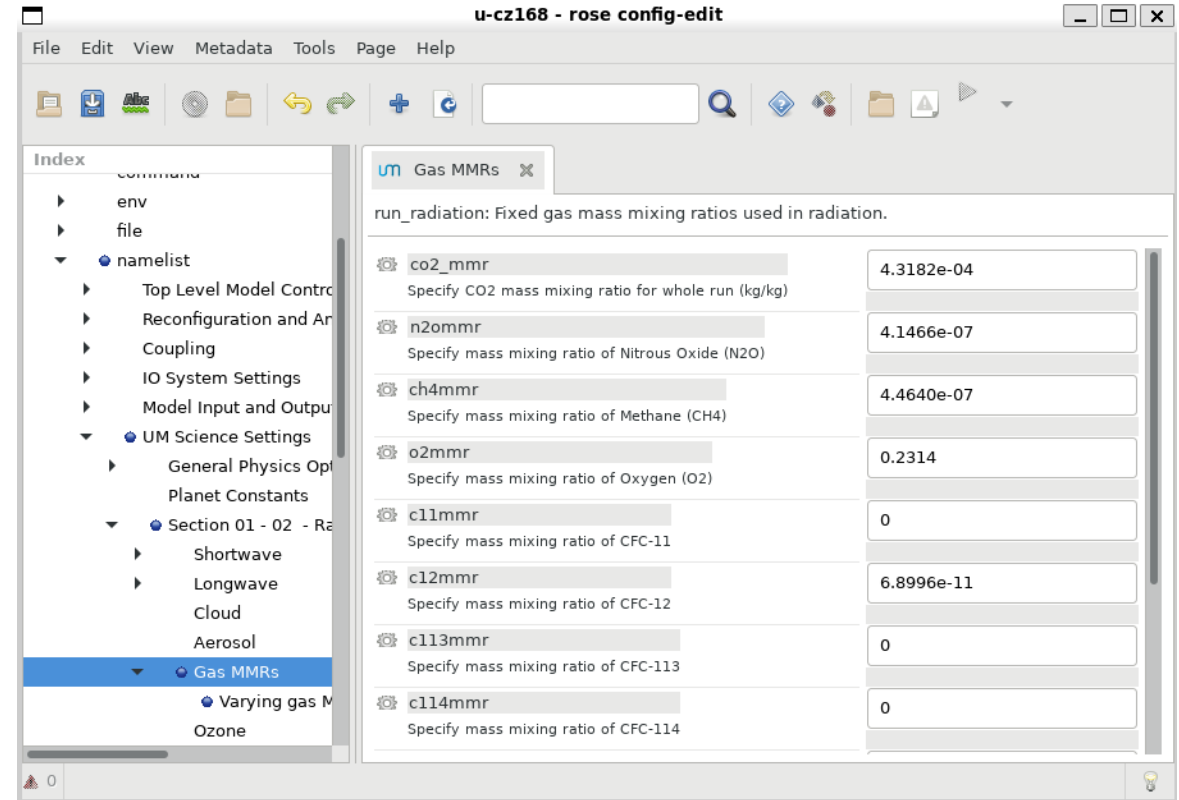 u-cz168 - rose config-edit
File Edit View Metadata Tools Page Help
Abc
Index
command
env
file
namelist
Top Level Model Contro
Reconfiguration and An
Coupling
IO System Settings
Model Input and Outpu
UM Science Settings
General Physics Opt
Planet Constants
Section 01 - 02 - Ra
Shortwave
Longwave
Cloud
Aerosol
Gas MMRs
Varying gas M
Ozone
um Gas MMRs
run_radiation: Fixed gas mass mixing ratios used in radiation.
co2_mmr 4.3182e-04
Specify CO2 mass mixing ratio for whole run (kg/kg)
n2ommr 4.1466e-07
Specify mass mixing ratio of Nitrous Oxide (N2O)
ch4mmr 4.4640e-07
Specify mass mixing ratio of Methane (CH4)
o2mmr 0.2314
Specify mass mixing ratio of Oxygen (O2)
c11mmr 0
Specify mass mixing ratio of CFC-11
c12mmr 6.8996e-11
Specify mass mixing ratio of CFC-12
c113mmr 0
Specify mass mixing ratio of CFC-113
c114mmr 0
Specify mass mixing ratio of CFC-114
0